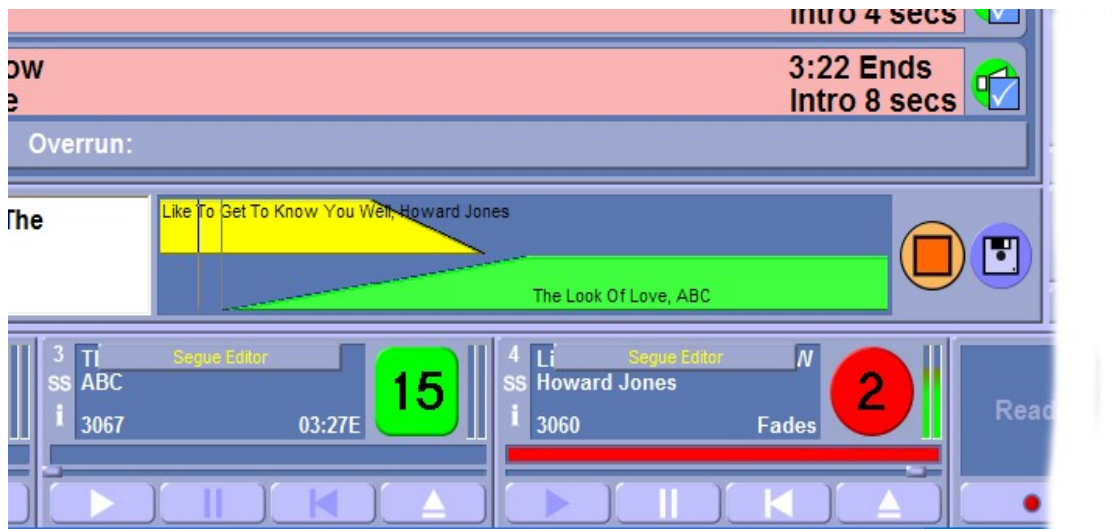 Intro 4 secs
ow
3:22 Ends
e
Intro 8 secs
Overrun:
The
Like To Get To Know You Well, Howard Jones
The Look Of Love, ABC
3
Segue Editor
SS
ABC
i
3067
03:27E
15
4
Li
Segue Editor
W
SS
Howard Jones
i
3060
Fades
2
Read